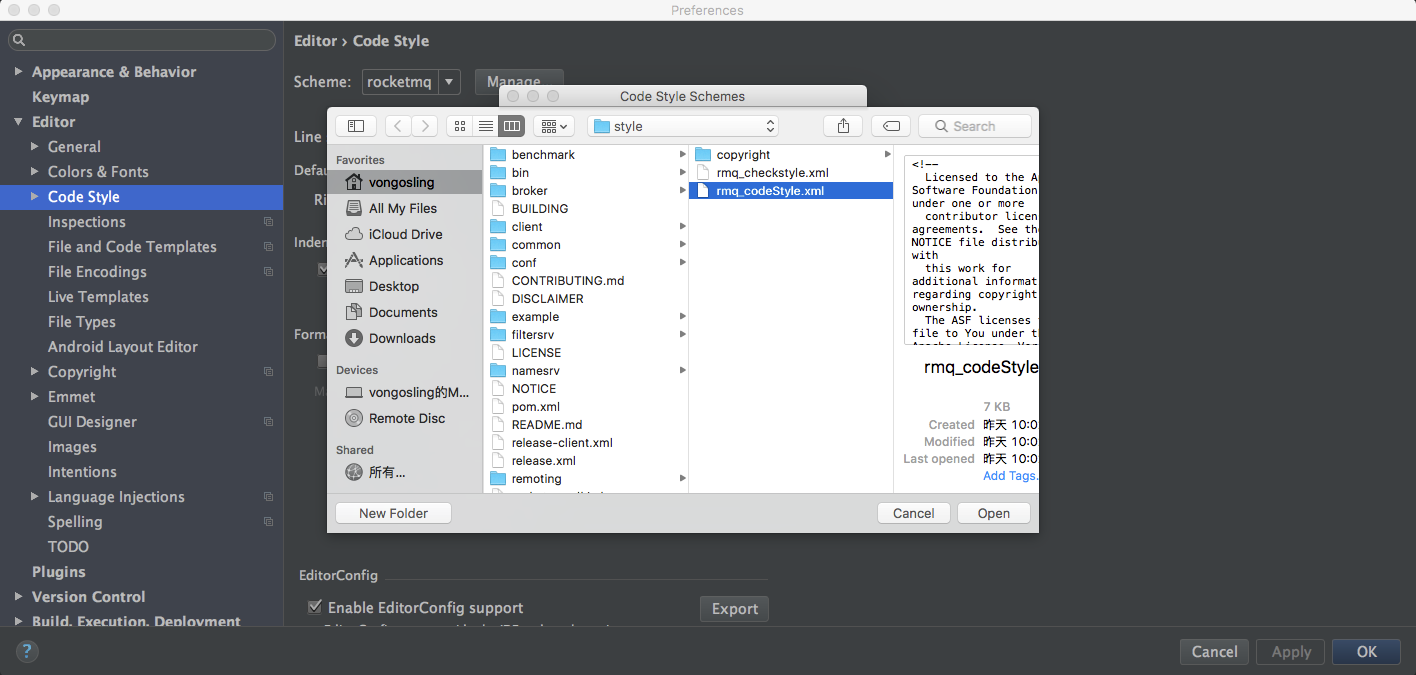 Preferences
Appearance & Behavior
Keymap
Editor
General
Colors & Fonts
Code Style
Inspections
File and Code Templates
File Encodings
Live Templates
File Types
Android Layout Editor
Copyright
Emmet
GUI Designer
Images
Intentions
Language Injections
Spelling
TODO
Plugins
Version Control
Build, Execution, Deployment
Editor › Code Style
Scheme: rocketmq Manage...
Line
Defau
Ri
Inden
Forma
Code Style Schemes
style
Search
Favorites
vongosling
All My Files
iCloud Drive
Applications
Desktop
Documents
Downloads
Devices
vongosling的M...
Remote Disc
Shared
所有...
benchmark
bin
broker
BUILDING
client
common
conf
CONTRIBUTING.md
DISCLAIMER
example
filtersrv
LICENSE
namesrv
NOTICE
pom.xml
README.md
release-client.xml
release.xml
remoting
copyright
rmq_checkstyle.xml
rmq_codeStyle.xml
<!--
Licensed to the Ap
Software Foundation
under one or more
contributor licen
agreements. See the
NOTICE file distrib
with
this work for
additional informat
regarding copyright
ownership.
The ASF licenses
file to You under th
rmq_codeStyle
7 KB
Created 昨天 10:0
Modified 昨天 10:0
Last opened 昨天 10:0
Add Tags.
New Folder
Cancel
Open
EditorConfig
Enable EditorConfig support
Export
?
Cancel
Apply
OK